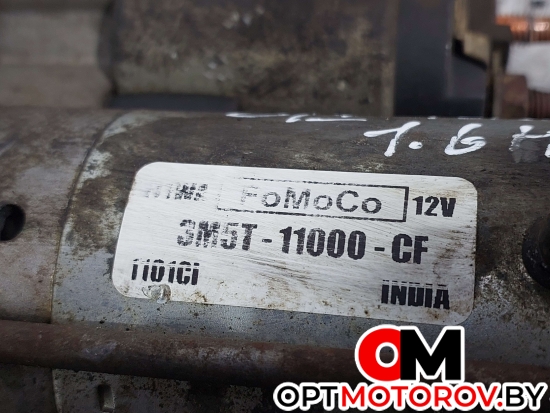 1.6
FoMoCo 12V
3M5T-11000-CF
1101Ci
INDIA
OM
OPTMOTOROV.BY